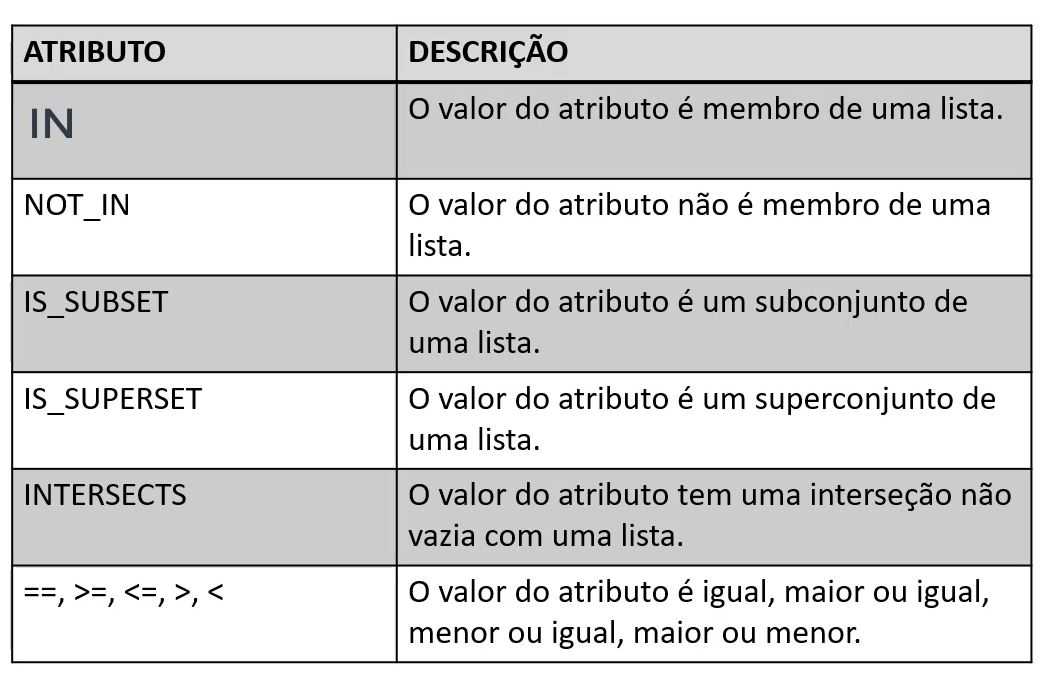 ATRIBUTO
DESCRIÇÃO
IN
O valor do atributo é membro de uma lista.
NOT_IN
O valor do atributo não é membro de uma
lista.
IS_SUBSET
O valor do atributo é um subconjunto de
uma lista.
IS_SUPERSET
O valor do atributo é um superconjunto de
uma lista.
INTERSECTS
O valor do atributo tem uma interseção não
vazia com uma lista.
==, >=, <=, >, <
O valor do atributo é igual, maior ou igual,
menor ou igual, maior ou menor.